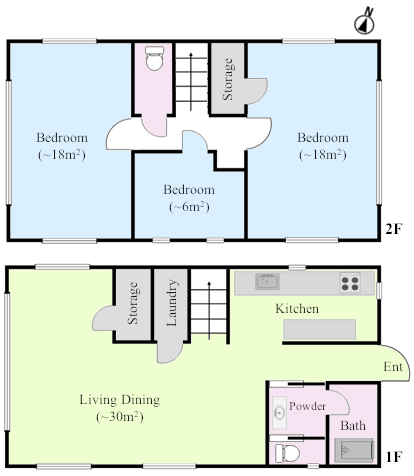 N
Storage
Bedroom
(~18m²)
Bedroom
(~18m²)
Bedroom
(~6m²)
2F
Storage
Laundry
Kitchen
Ent
Living Dining
(~30m²)
Powder
Bath
1F